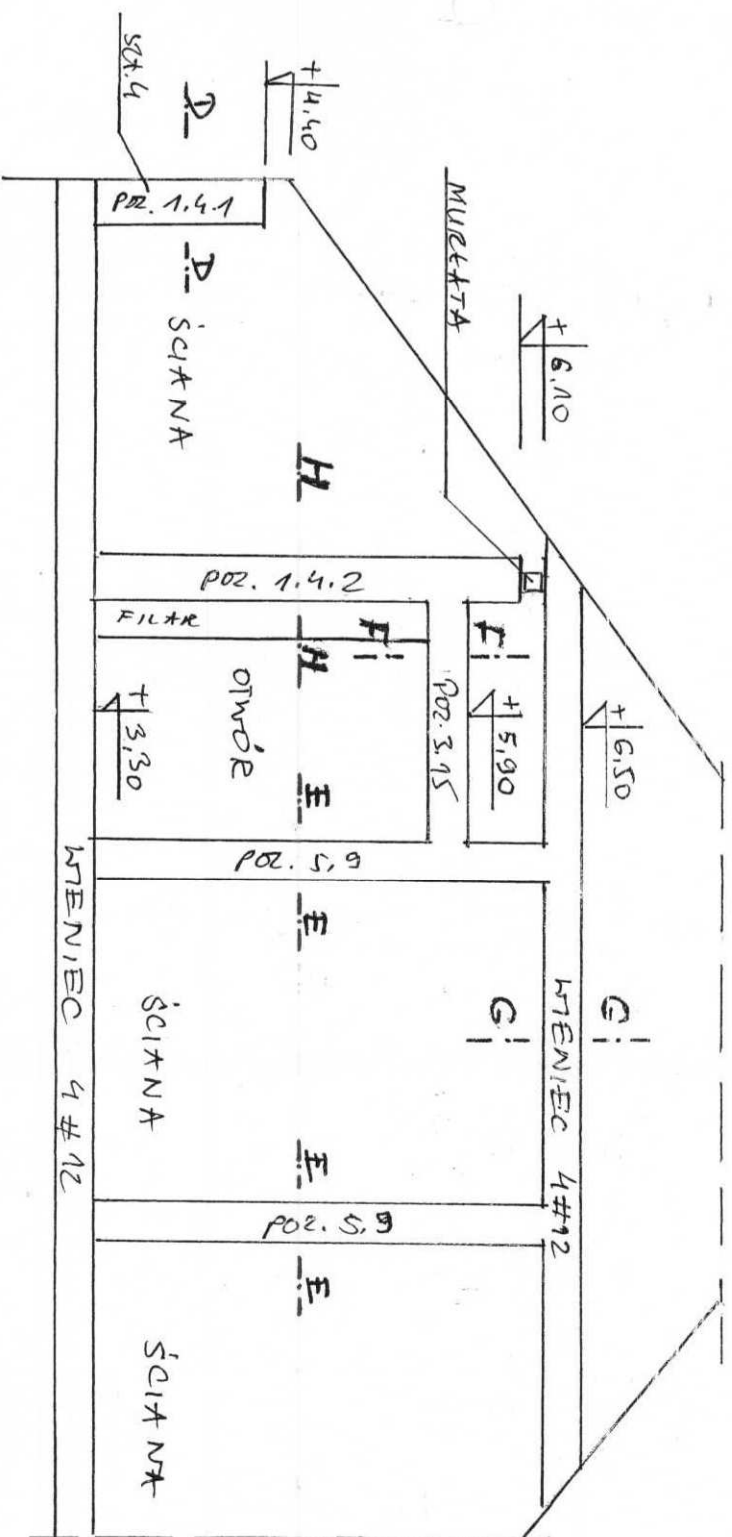 +4.40
szt.4
D
D
POZ. 1.4.1
ŚCIANA
MURŁATA
+6.10
H
H
POZ. 1.4.2
FILAR
F
F
+6,50
+5,90
POZ. 3.15
OTWÓR
+3,30
E
E
POZ. 5,9
G
G
WIENIEC 4#12
ŚCIANA
E
E
POZ. 5,9
ŚCIANA
WIENIEC 4#12